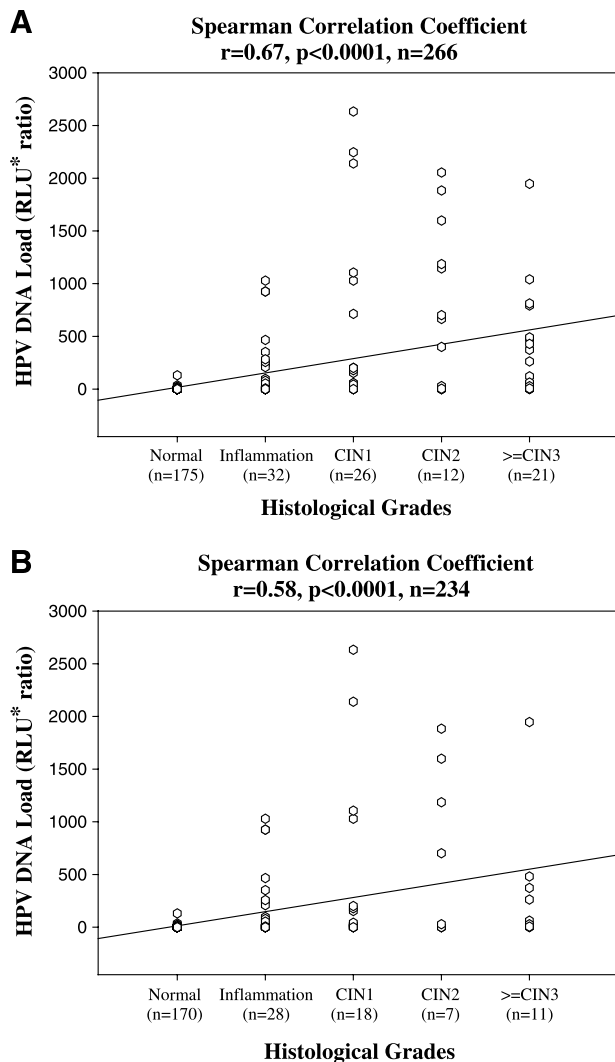 A
Spearman Correlation Coefficient
r=0.67, p<0.0001, n=266
HPV DNA Load (RLU* ratio)
3000
2500
2000
1500
1000
500
0
Normal Inflammation CIN1 CIN2 >=CIN3
(n=175) (n=32) (n=26) (n=12) (n=21)
Histological Grades
B
Spearman Correlation Coefficient
r=0.58, p<0.0001, n=234
HPV DNA Load (RLU* ratio)
3000
2500
2000
1500
1000
500
0
Normal Inflammation CIN1 CIN2 >=CIN3
(n=170) (n=28) (n=18) (n=7) (n=11)
Histological Grades